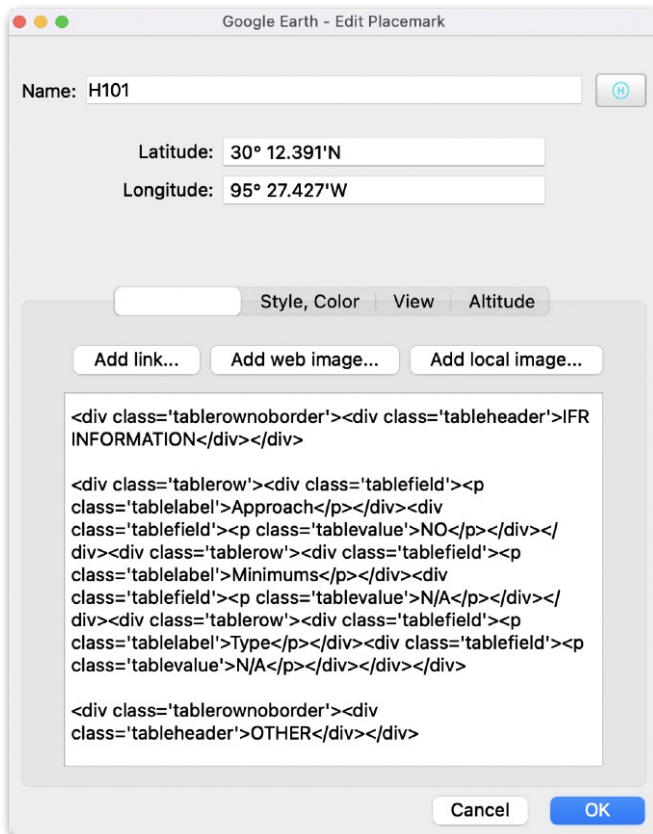 Google Earth - Edit Placemark
Name: H101
H
Latitude: 30° 12.391'N
Longitude: 95° 27.427'W
Style, Color View Altitude
Add link... Add web image... Add local image...
<div class='tablerownoborder'><div class='tableheader'>IFR
INFORMATION</div></div>
<div class='tablerow'><div class='tablefield'><p
class='tablelabel'>Approach</p></div><div
class='tablefield'><p class='tablevalue'>NO</p></div></
div><div class='tablerow'><div class='tablefield'><p
class='tablelabel'>Minimums</p></div><div
class='tablefield'><p class='tablevalue'>N/A</p></div></
div><div class='tablerow'><div class='tablefield'><p
class='tablelabel'>Type</p></div><div class='tablefield'><p
class='tablevalue'>N/A</p></div></div></div>
<div class='tablerownoborder'><div
class='tableheader'>OTHER</div></div>
Cancel OK